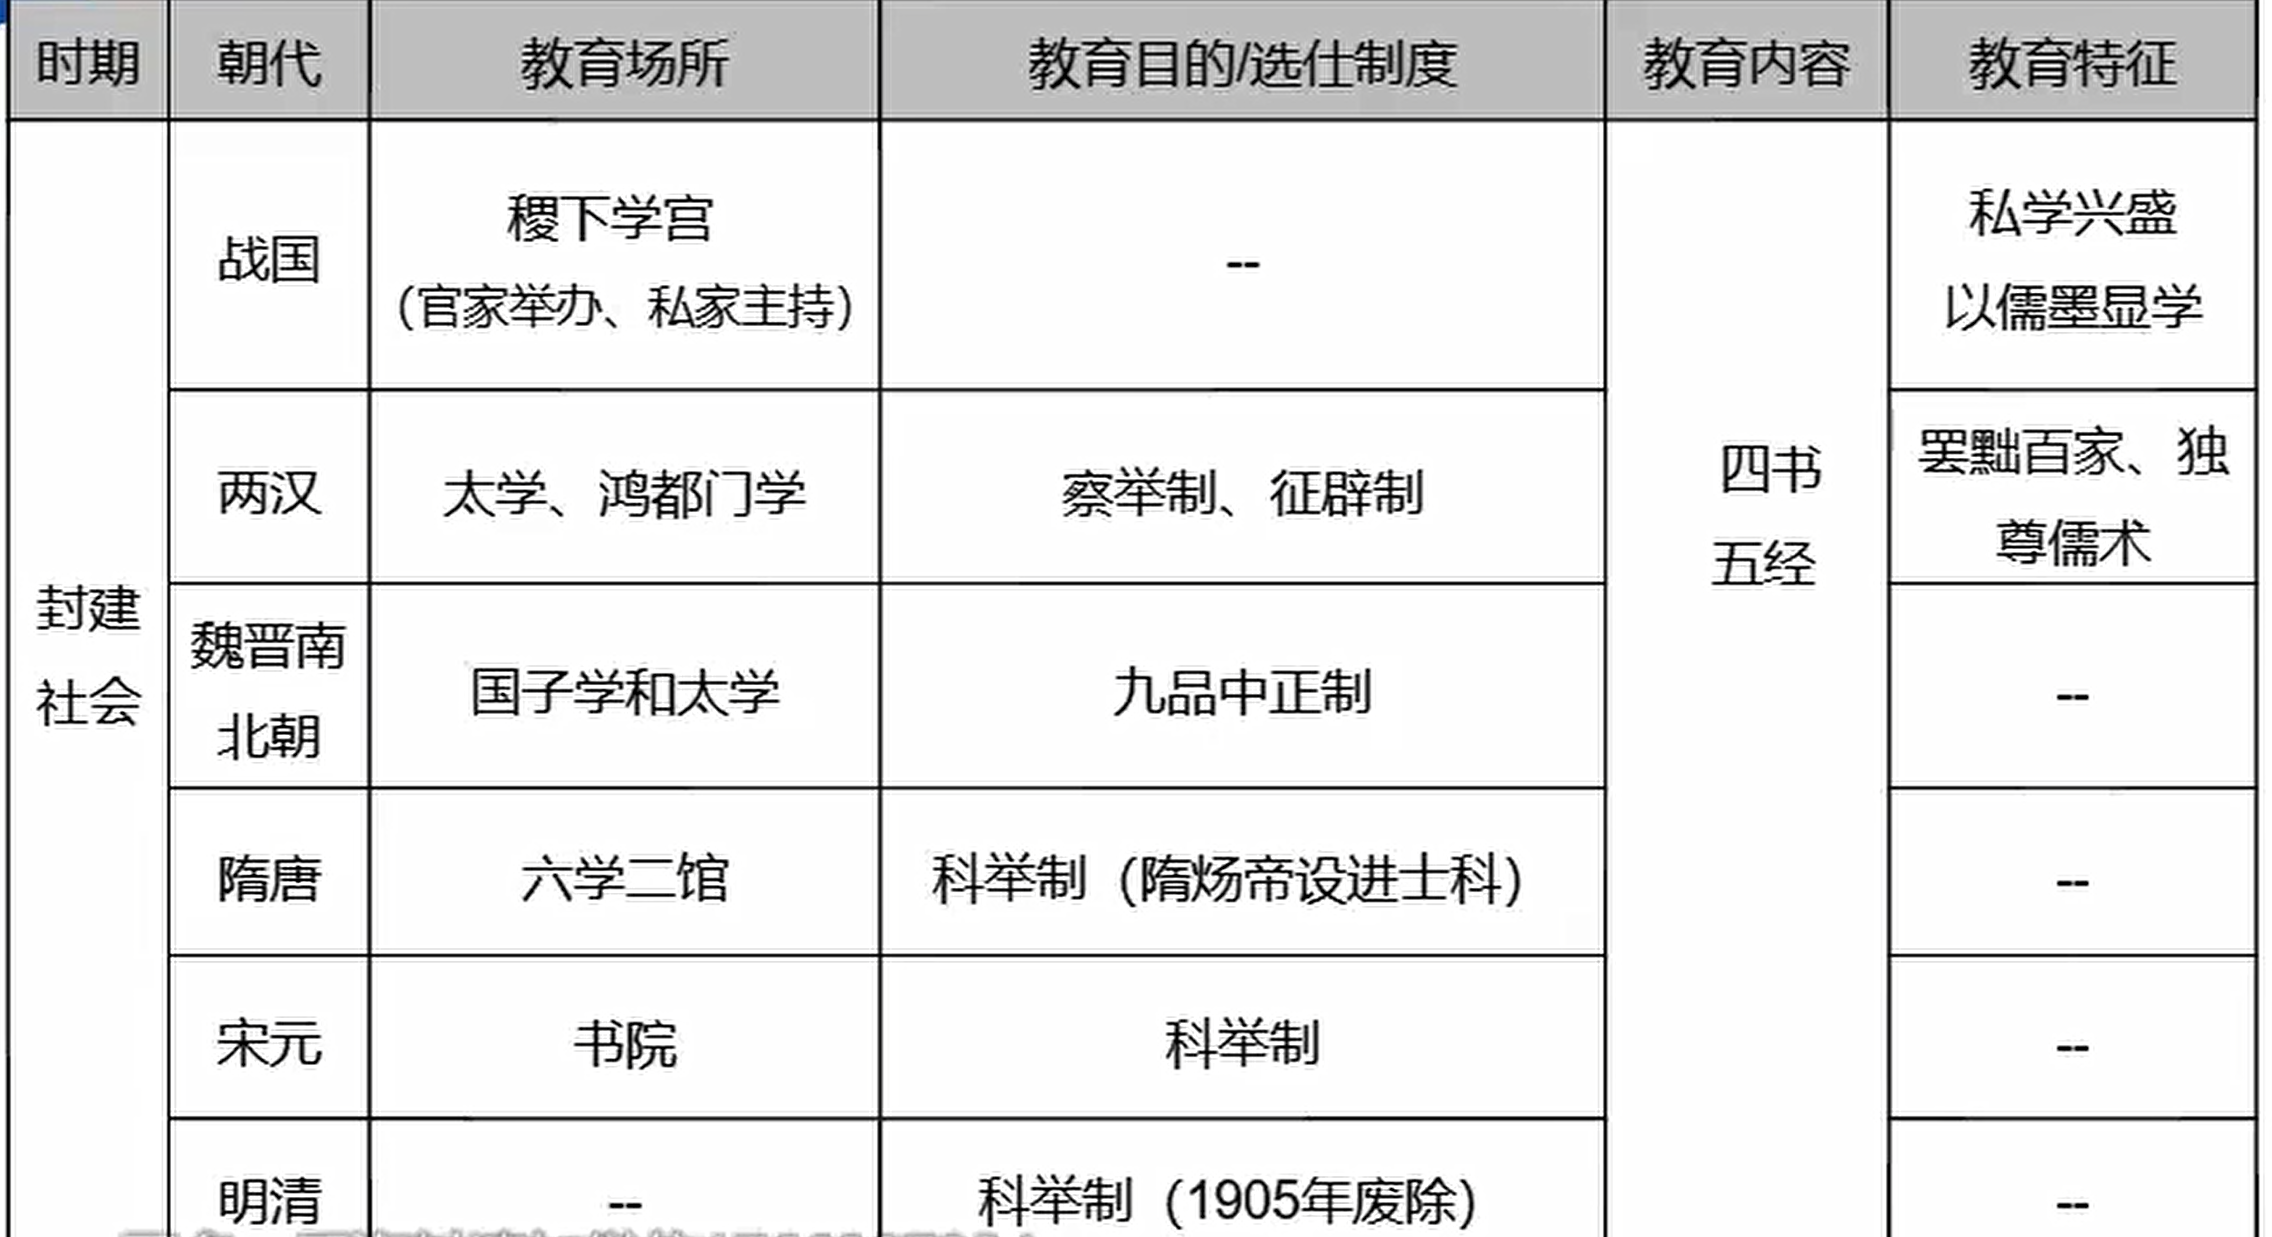 时期 朝代 教育场所 教育目的/选仕制度 教育内容 教育特征
封建
社会
战国
稷下学宫
（官家举办、私家主持）
--
四书
五经
私学兴盛
以儒墨显学
两汉
太学、鸿都门学
察举制、征辟制
罢黜百家、独
尊儒术
魏晋南
北朝
国子学和太学
九品中正制
--
隋唐
六学二馆
科举制（隋炀帝设进士科）
--
宋元
书院
科举制
--
明清
--
科举制（1905年废除）
--